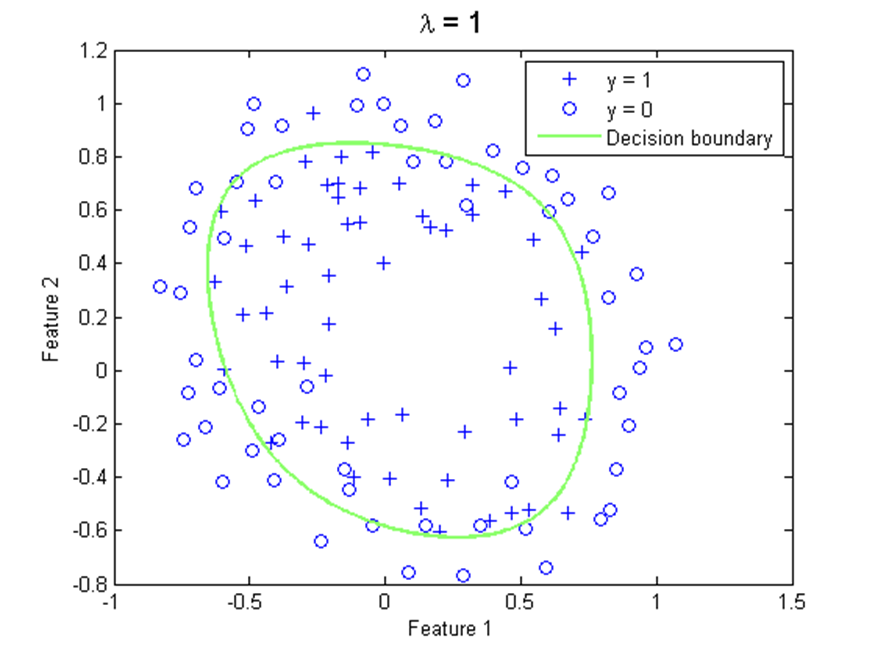 λ = 1
1.2
1
0.8
0.6
0.4
0.2
0
-0.2
-0.4
-0.6
-0.8
-1
-0.5
0
0.5
1
1.5
Feature 1
Feature 2
y = 1
y = 0
Decision boundary